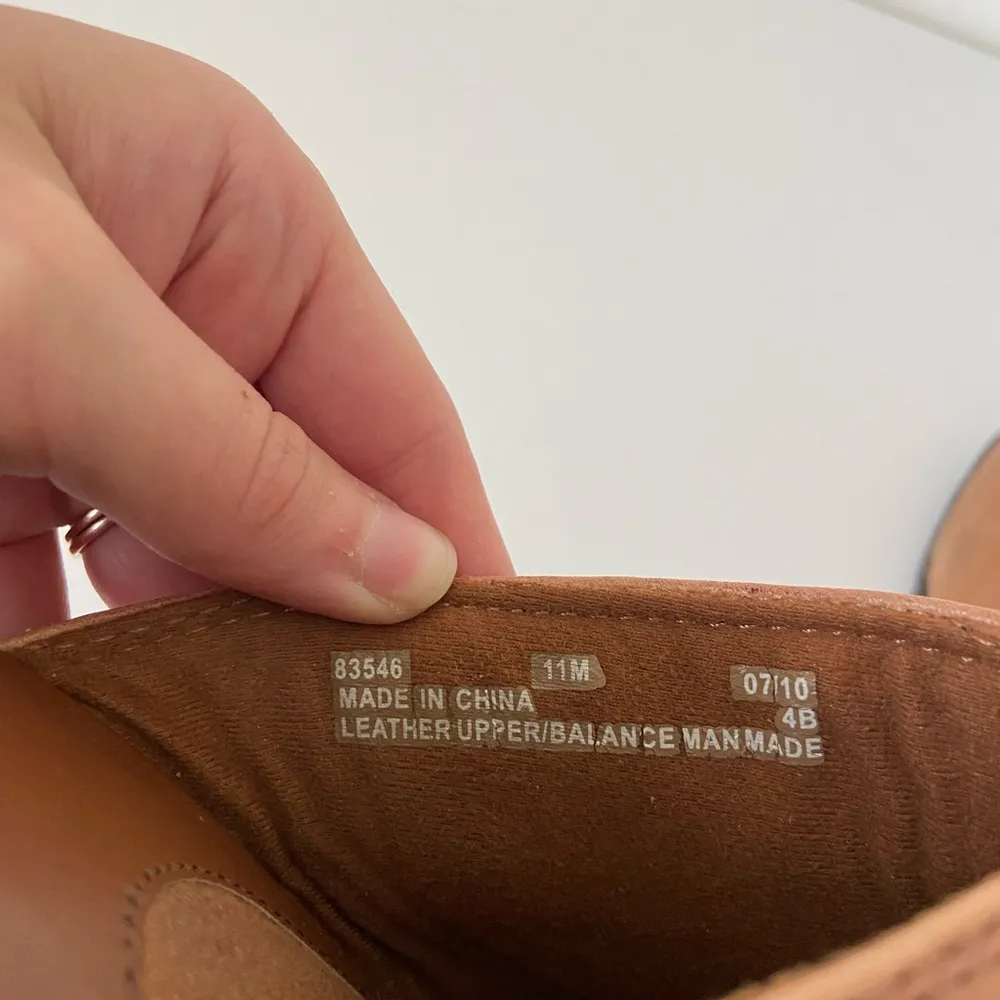 83546 11M 07/10
MADE IN CHINA 4B
LEATHER UPPER/BALANCE MAN MADE